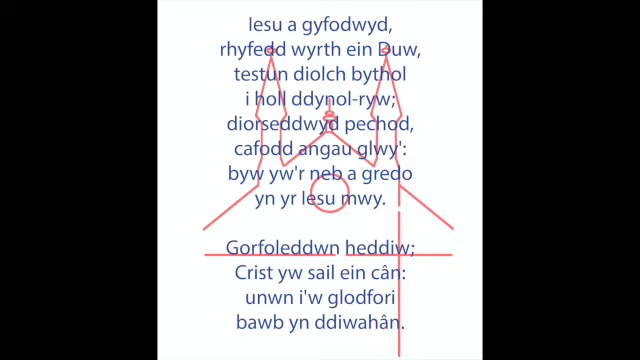 Iesu a gyfodwyd,
rhyfedd wyrth ein Duw,
testun diolch bythol
i holl ddynol-ryw;
diorseddwyd pechod,
cafodd angau glwy':
byw yw'r neb a gredo
yn yr Iesu mwy.
Gorfoleddwn heddiw;
Crist yw sail ein cân:
unwn i'w glodfori
bawb yn ddiwahân.